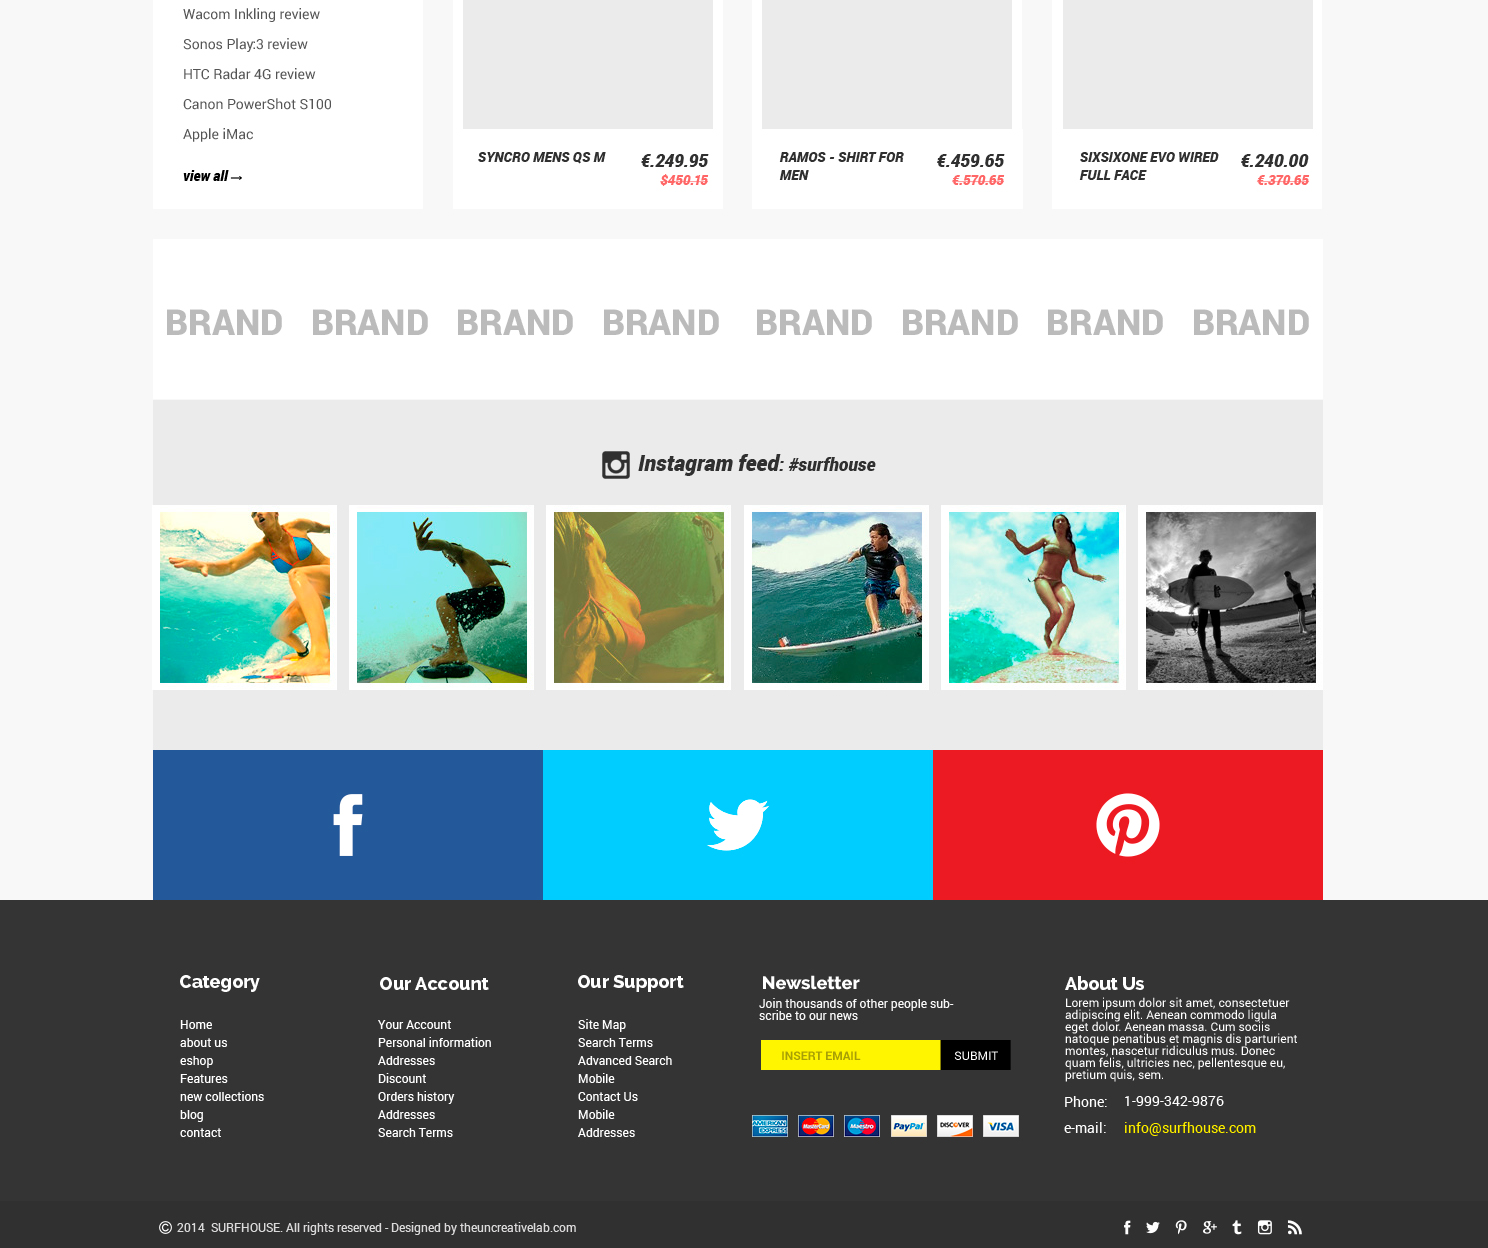 Wacom Inkling review
Sonos Play:3 review
HTC Radar 4G review
Canon PowerShot S100
Apple iMac
view all→
SYNCRO MENS QS M
€.249.95
$450.15
RAMOS - SHIRT FOR
MEN
€.459.65
€.570.65
SIXSIXONE EVO WIRED
FULL FACE
€.240.00
€.370.65
BRAND BRAND BRAND BRAND BRAND BRAND BRAND BRAND
Instagram feed: #surfhouse
Category
Home
about us
eshop
Features
new collections
blog
contact
Our Account
Your Account
Personal information
Addresses
Discount
Orders history
Addresses
Search Terms
Our Support
Site Map
Search Terms
Advanced Search
Mobile
Contact Us
Mobile
Addresses
Newsletter
Join thousands of other people sub-
scribe to our news
INSERT EMAIL
SUBMIT
AMERICAN EXPRESS
MasterCard
Maestro
PayPal
DISCOVER
VISA
About Us
Lorem ipsum dolor sit amet, consectetuer
adipiscing elit. Aenean commodo ligula
eget dolor. Aenean massa. Cum sociis
natoque penatibus et magnis dis parturient
montes, nascetur ridiculus mus. Donec
quam felis, ultricies nec, pellentesque eu,
pretium quis, sem.
Phone: 1-999-342-9876
e-mail: info@surfhouse.com
© 2014 SURFHOUSE. All rights reserved - Designed by theuncreativelab.com